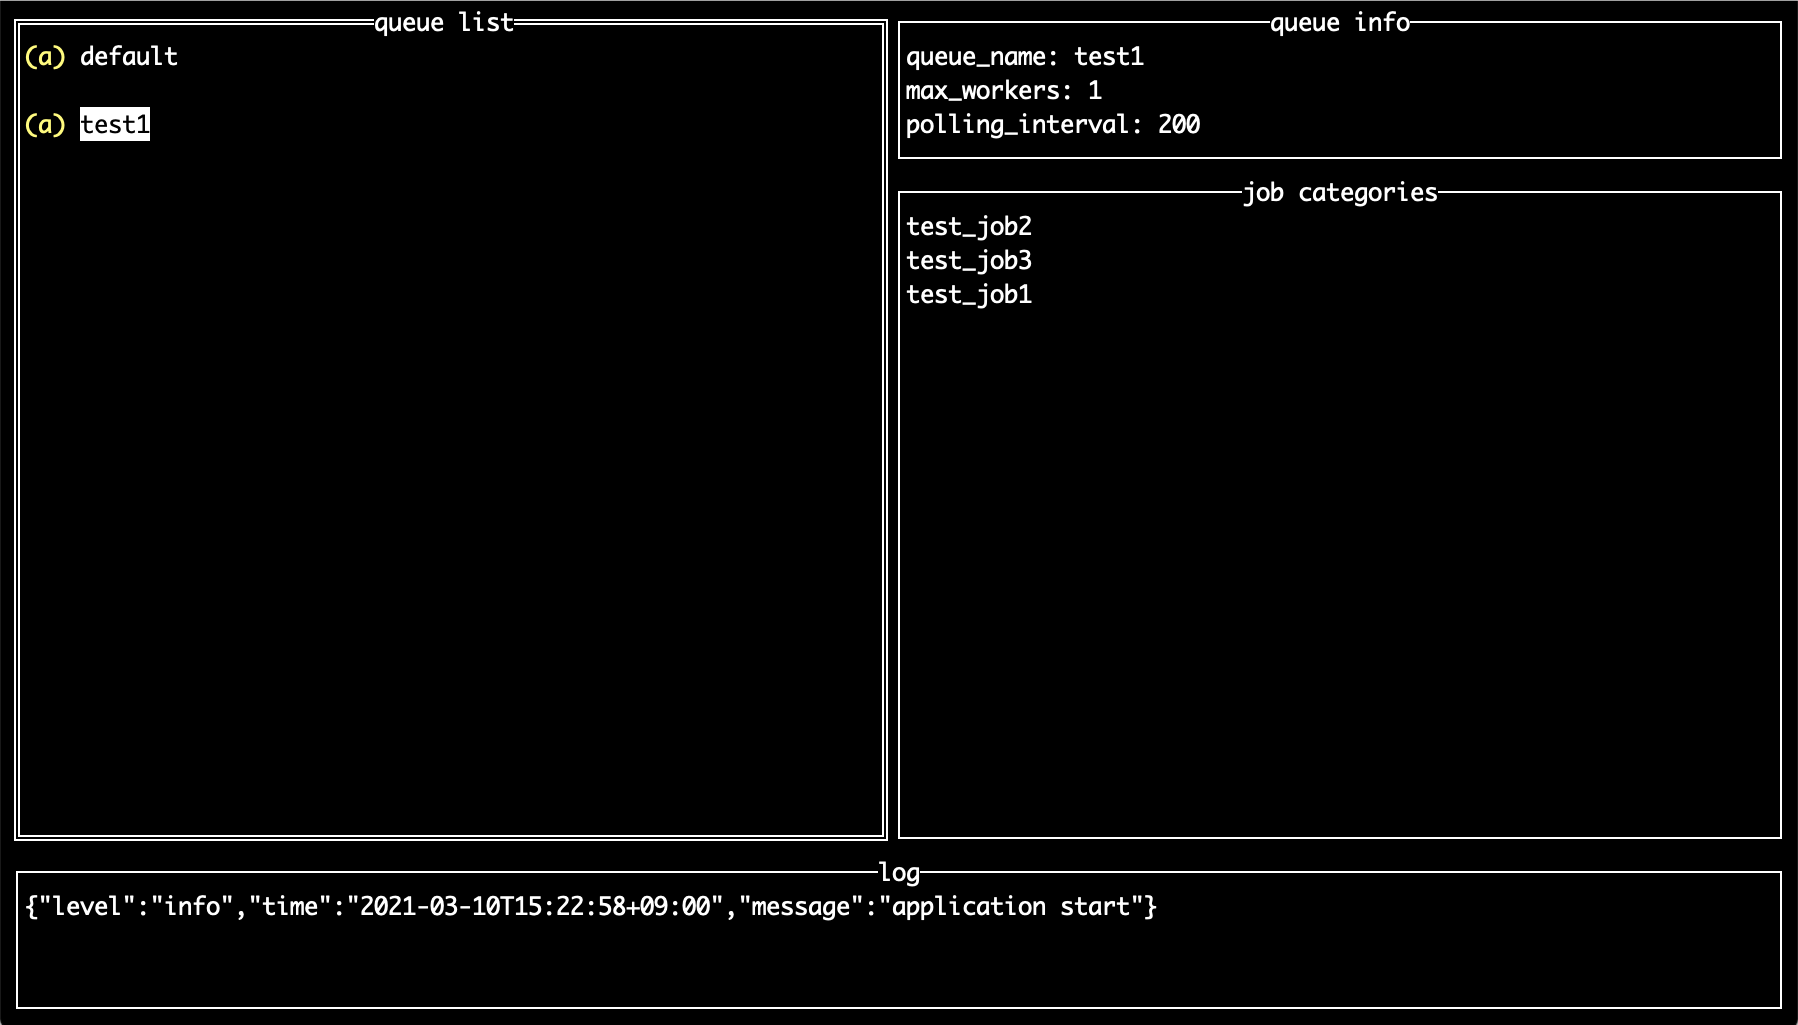 queue list
(a) default
(a) test1
queue info
queue_name: test1
max_workers: 1
polling_interval: 200
job categories
test_job2
test_job3
test_job1
log
{"level":"info","time":"2021-03-10T15:22:58+09:00","message":"application start"}